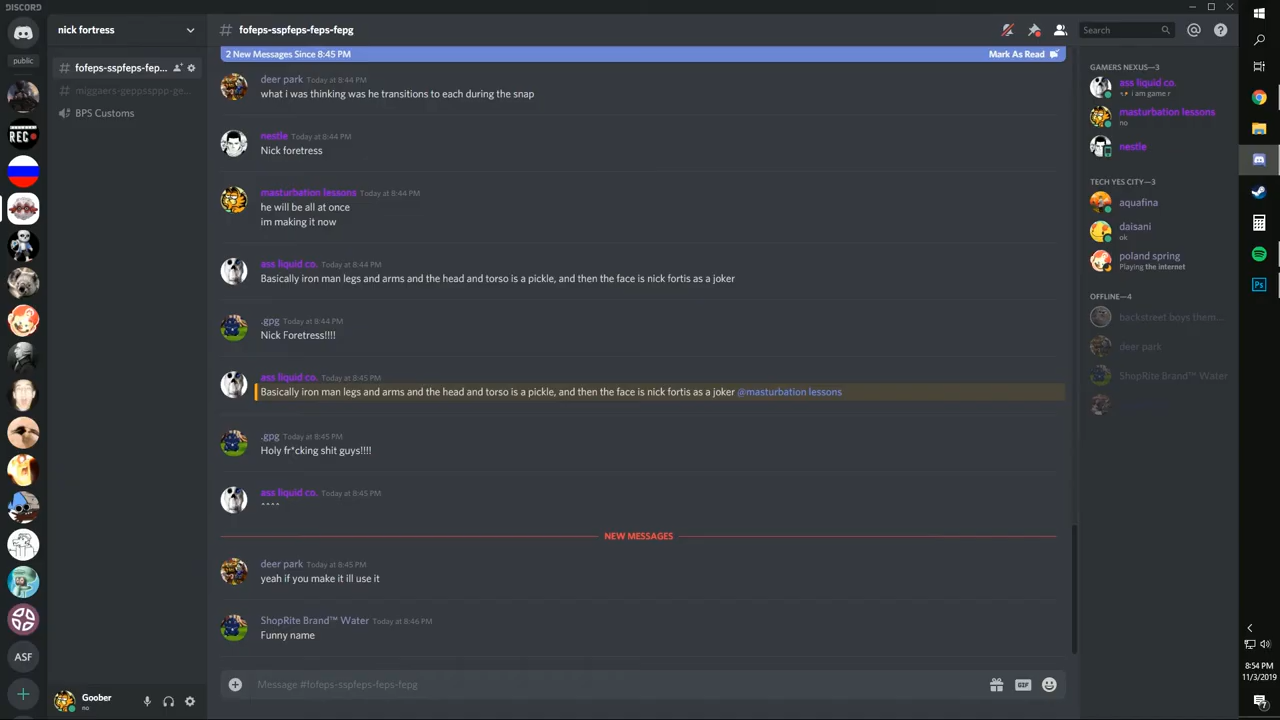 DISCORD
public
ASF
nick fortress
fofeps-sspfeps-fep...
miggaers-geppssppp-ge...
BPS Customs
Goober
no
# fofeps-sspfeps-feps-fepg
Search
2 New Messages Since 8:45 PM
Mark As Read
deer park Today at 8:44 PM
what i was thinking was he transitions to each during the snap
nestle Today at 8:44 PM
Nick foretress
masturbation lessons Today at 8:44 PM
he will be all at once
im making it now
ass liquid co. Today at 8:44 PM
Basically iron man legs and arms and the head and torso is a pickle, and then the face is nick fortis as a joker
.gpg Today at 8:44 PM
Nick Foretress!!!!
ass liquid co. Today at 8:45 PM
Basically iron man legs and arms and the head and torso is a pickle, and then the face is nick fortis as a joker @masturbation lessons
.gpg Today at 8:45 PM
Holy fr*cking shit guys!!!!
ass liquid co. Today at 8:45 PM
^^^^
NEW MESSAGES
deer park Today at 8:45 PM
yeah if you make it ill use it
ShopRite Brand™ Water Today at 8:46 PM
Funny name
Message #fofeps-sspfeps-feps-fepg
GIF
GAMERS NEXUS—3
ass liquid co.
i am game r
masturbation lessons
no
nestle
TECH YES CITY—3
aquafina
daisani
ok
poland spring
Playing the internet
OFFLINE—4
backstreet boys them...
deer park
ShopRite Brand™ Water
REC
Ps
8:54 PM
11/3/2019